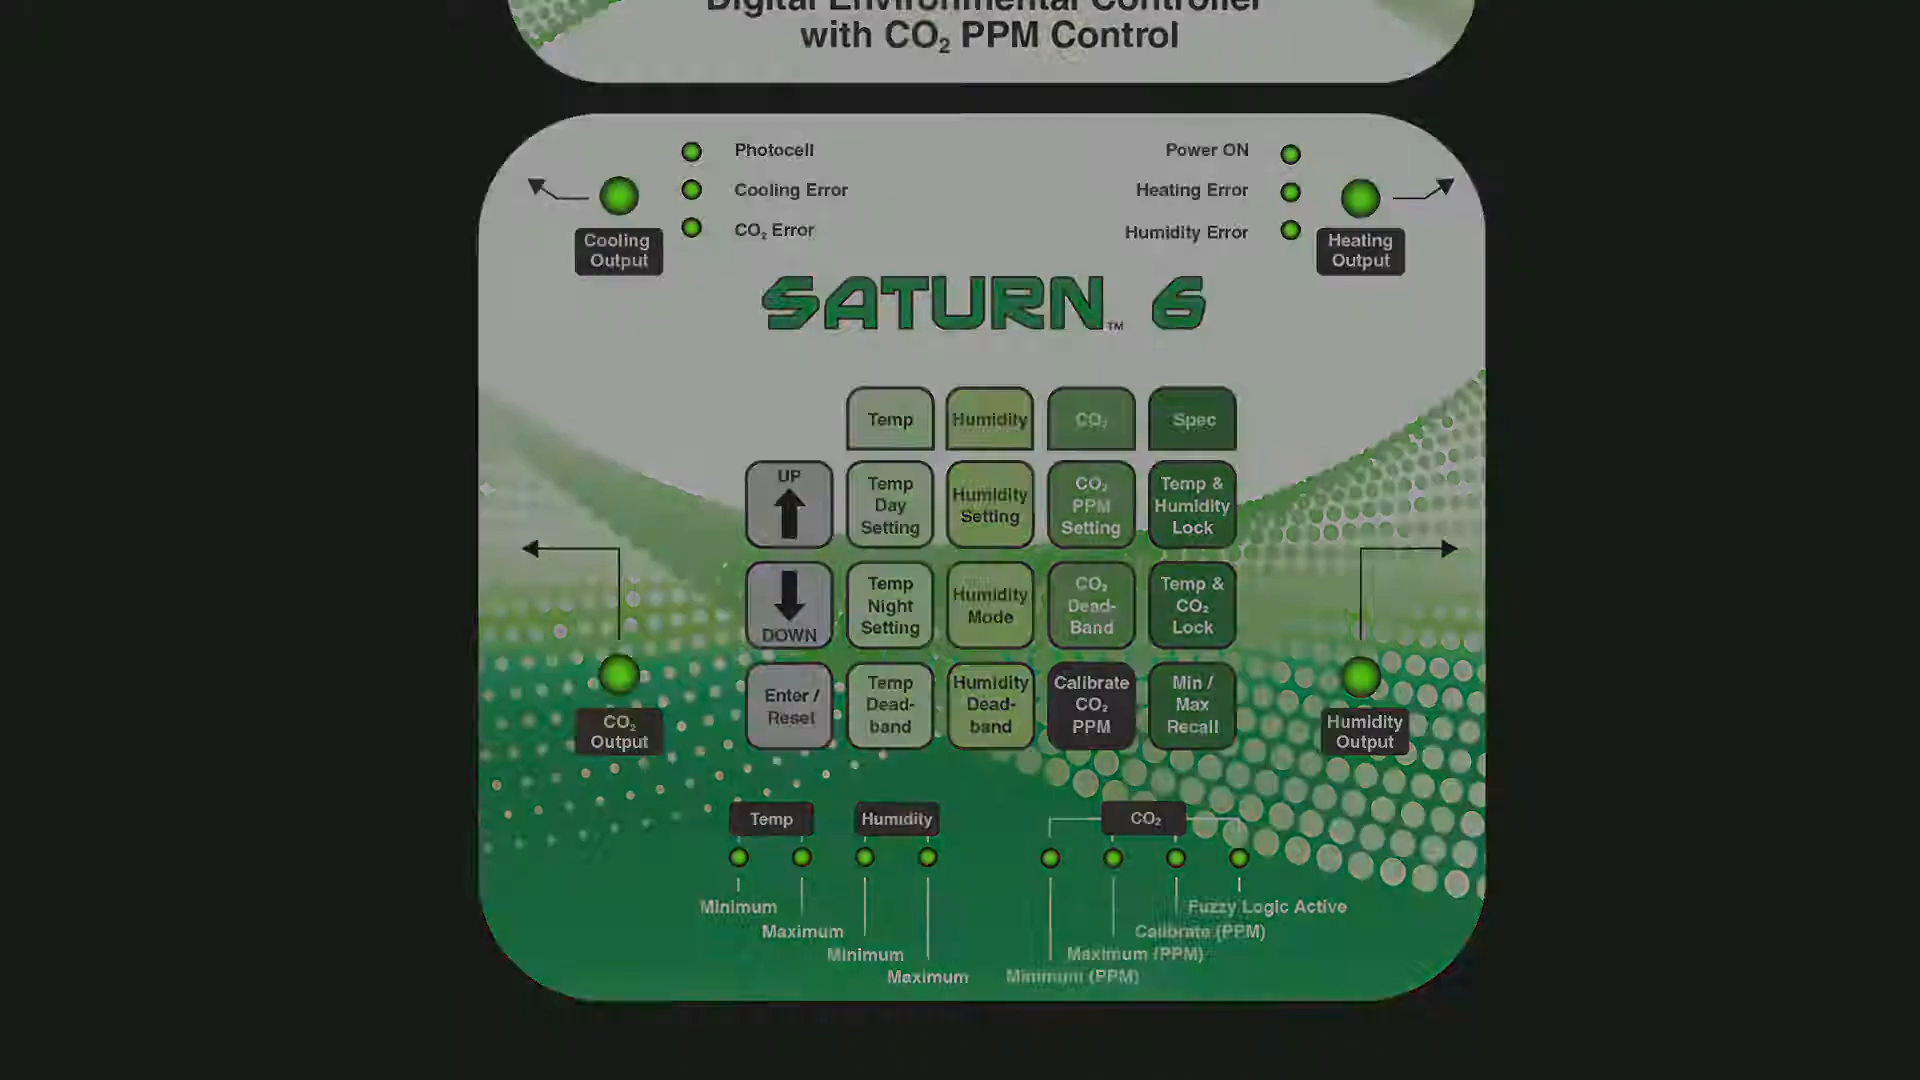 Digital Environmental Controller
with CO₂ PPM Control
Photocell
Cooling Error
CO₂ Error
Power ON
Heating Error
Humidity Error
Cooling
Output
Heating
Output
SATURN™ 6
Temp
Humidity
CO₂
Spec
UP
Temp
Day
Setting
Humidity
Setting
CO₂
PPM
Setting
Temp &
Humidity
Lock
DOWN
Temp
Night
Setting
Humidity
Mode
CO₂
Dead-
Band
Temp &
CO₂
Lock
Enter /
Reset
Temp
Dead-
band
Humidity
Dead-
band
Calibrate
CO₂
PPM
Min /
Max
Recall
CO₂
Output
Humidity
Output
Temp
Humidity
CO₂
Minimum
Maximum
Minimum
Maximum
Fuzzy Logic Active
Calibrate (PPM)
Maximum (PPM)
Minimum (PPM)